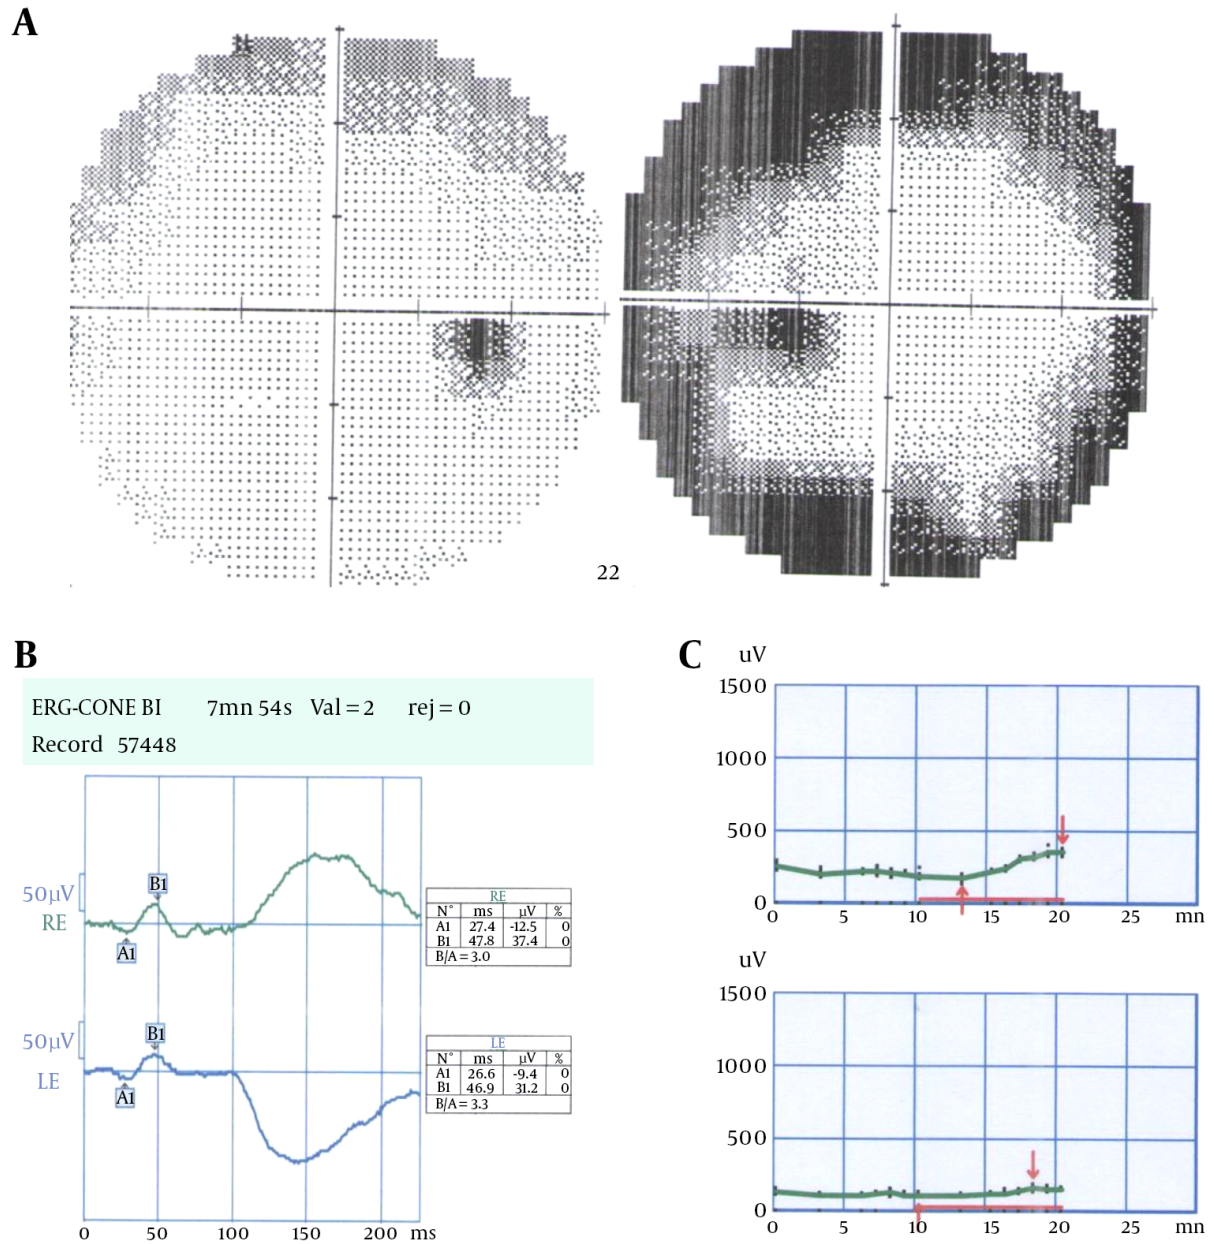 A
22
B
ERG-CONE BI 7mn 54s Val = 2 rej = 0
Record 57448
50µV
RE
A1
B1
RE
N° ms µV %
A1 27.4 -12.5 0
B1 47.8 37.4 0
B/A = 3.0
50µV
LE
A1
B1
LE
N° ms µV %
A1 26.6 -9.4 0
B1 46.9 31.2 0
B/A = 3.3
0 50 100 150 200 ms
C
uV
1500
1000
500
0
0 5 10 15 20 25 mn
uV
1500
1000
500
0
0 5 10 15 20 25 mn